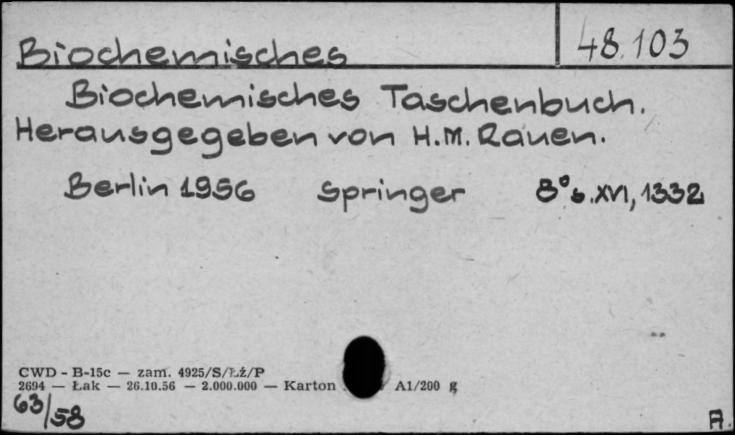 Biochemisches 48.103
Biochemisches Taschenbuch.
Herausgegeben von H.M. Rauen.
Berlin 1956 Springer 8° s. XVI, 1332
CWD - B-15c — zam. 4925/S/Łź/P
2694 — Łak — 26.10.56 — 2.000.000 — Karton A1/200 g
63/58
A.